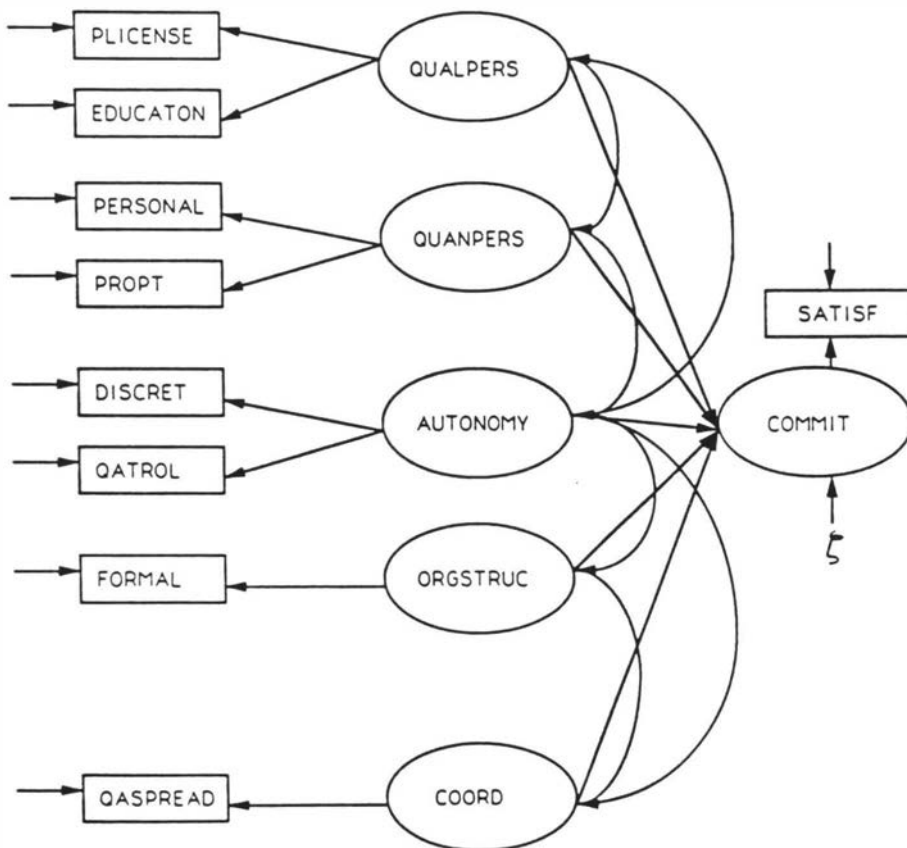 PLICENSE
QUALPERS
EDUCATON
PERSONAL
QUANPERS
PROPT
SATISF
DISCRET
AUTONOMY
COMMIT
QATROL
FORMAL
ORGSTRUC
QASPREAD
COORD